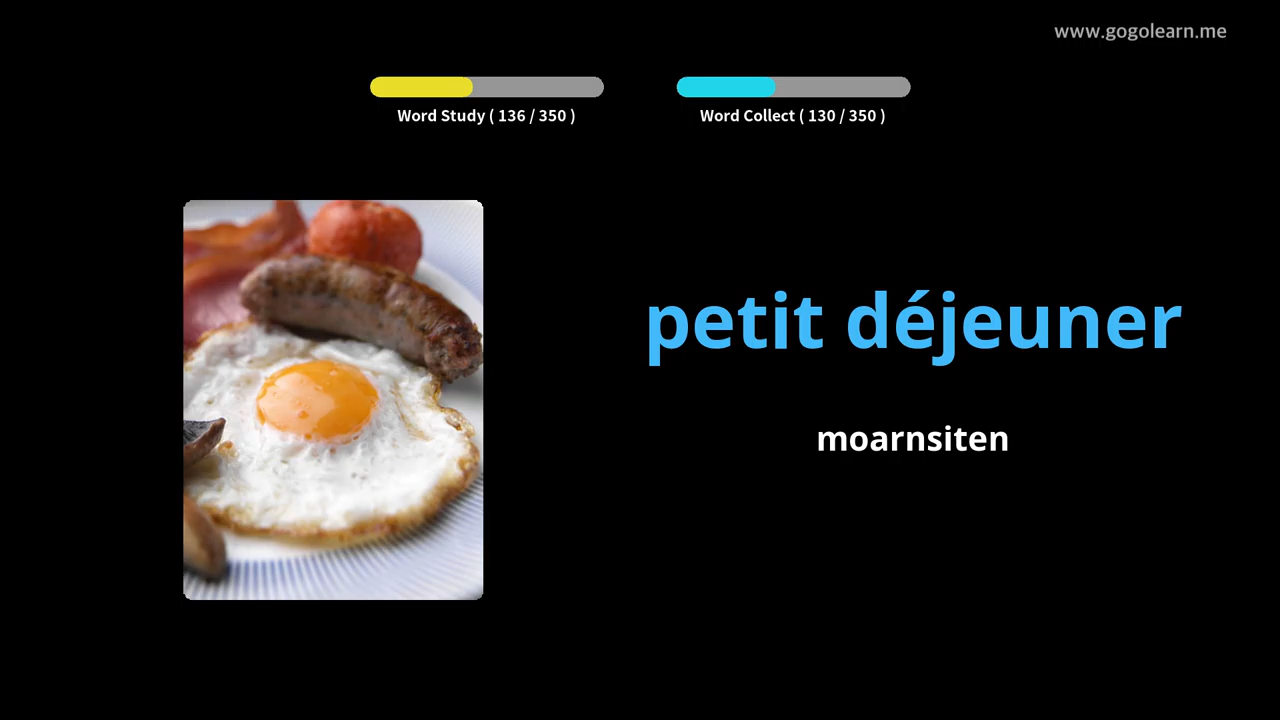 www.gogolearn.me
Word Study ( 136 / 350 )
Word Collect ( 130 / 350 )
petit déjeuner
moarnsiten